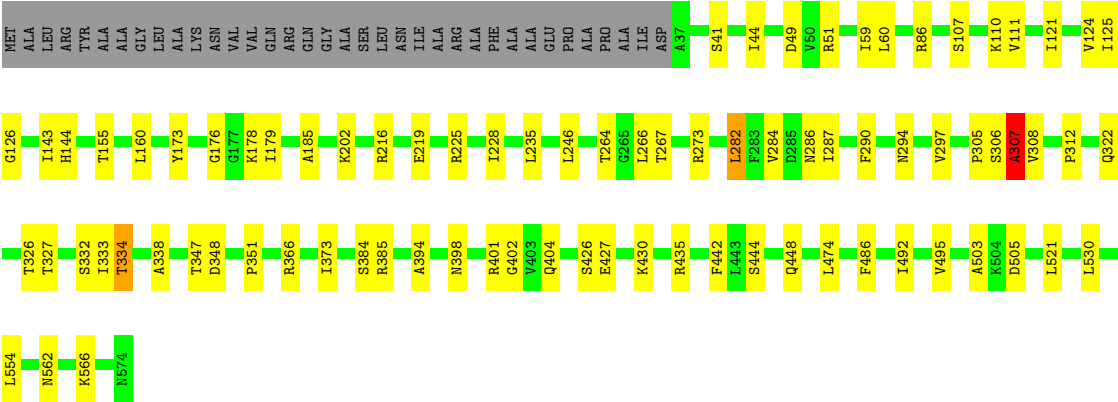 MET ALA LEU ARG TYR ALA ALA GLY LEU ALA LYS ASN VAL VAL GLN ARG GLN GLY ALA SER LEU ASN ILE ALA ARG ALA PHE ALA ALA GLU PRO ALA PRO ALA ILE ASP A37 S41 I44 D49 V50 R51 I59 L60 R86 S107 K110 V111 I121 V124 I125
G126 I143 H144 T155 L160 Y173 G176 G177 K178 I179 A185 K202 R216 E219 R225 I228 L235 L246 T264 G265 L266 T267 R273 L282 F283 V284 D285 N286 I287 F290 N294 V297 P305 S306 A307 V308 P312 Q322
T326 T327 S332 I333 T334 A338 T347 D348 P351 R366 I373 S384 R385 A394 N398 R401 G402 V403 Q404 S426 E427 K430 R435 F442 L443 S444 Q448 L474 F486 I492 V495 A503 K504 D505 L521 L530
L554 N562 K566 N574